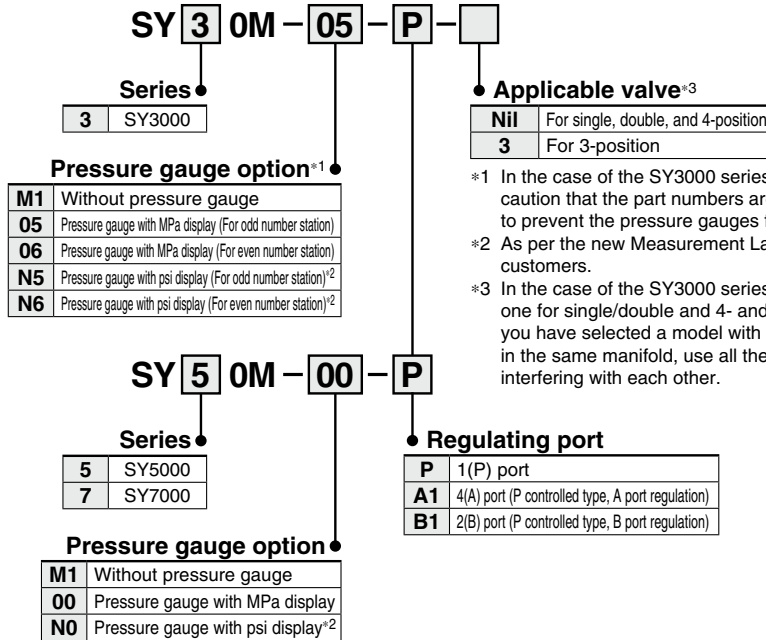 SY 3 0M – 05 – P –
Series
3 SY3000
Pressure gauge option*1
M1 Without pressure gauge
05 Pressure gauge with MPa display (For odd number station)
06 Pressure gauge with MPa display (For even number station)
N5 Pressure gauge with psi display (For odd number station)*2
N6 Pressure gauge with psi display (For even number station)*2
Applicable valve*3
Nil For single, double, and 4-position
3 For 3-position
*1 In the case of the SY3000 series
caution that the part numbers ar
to prevent the pressure gauges
*2 As per the new Measurement La
customers.
*3 In the case of the SY3000 series
one for single/double and 4- and
you have selected a model with
in the same manifold, use all the
interfering with each other.
SY 5 0M – 00 – P
Series
5 SY5000
7 SY7000
Pressure gauge option
M1 Without pressure gauge
00 Pressure gauge with MPa display
N0 Pressure gauge with psi display*2
Regulating port
P 1(P) port
A1 4(A) port (P controlled type, A port regulation)
B1 2(B) port (P controlled type, B port regulation)